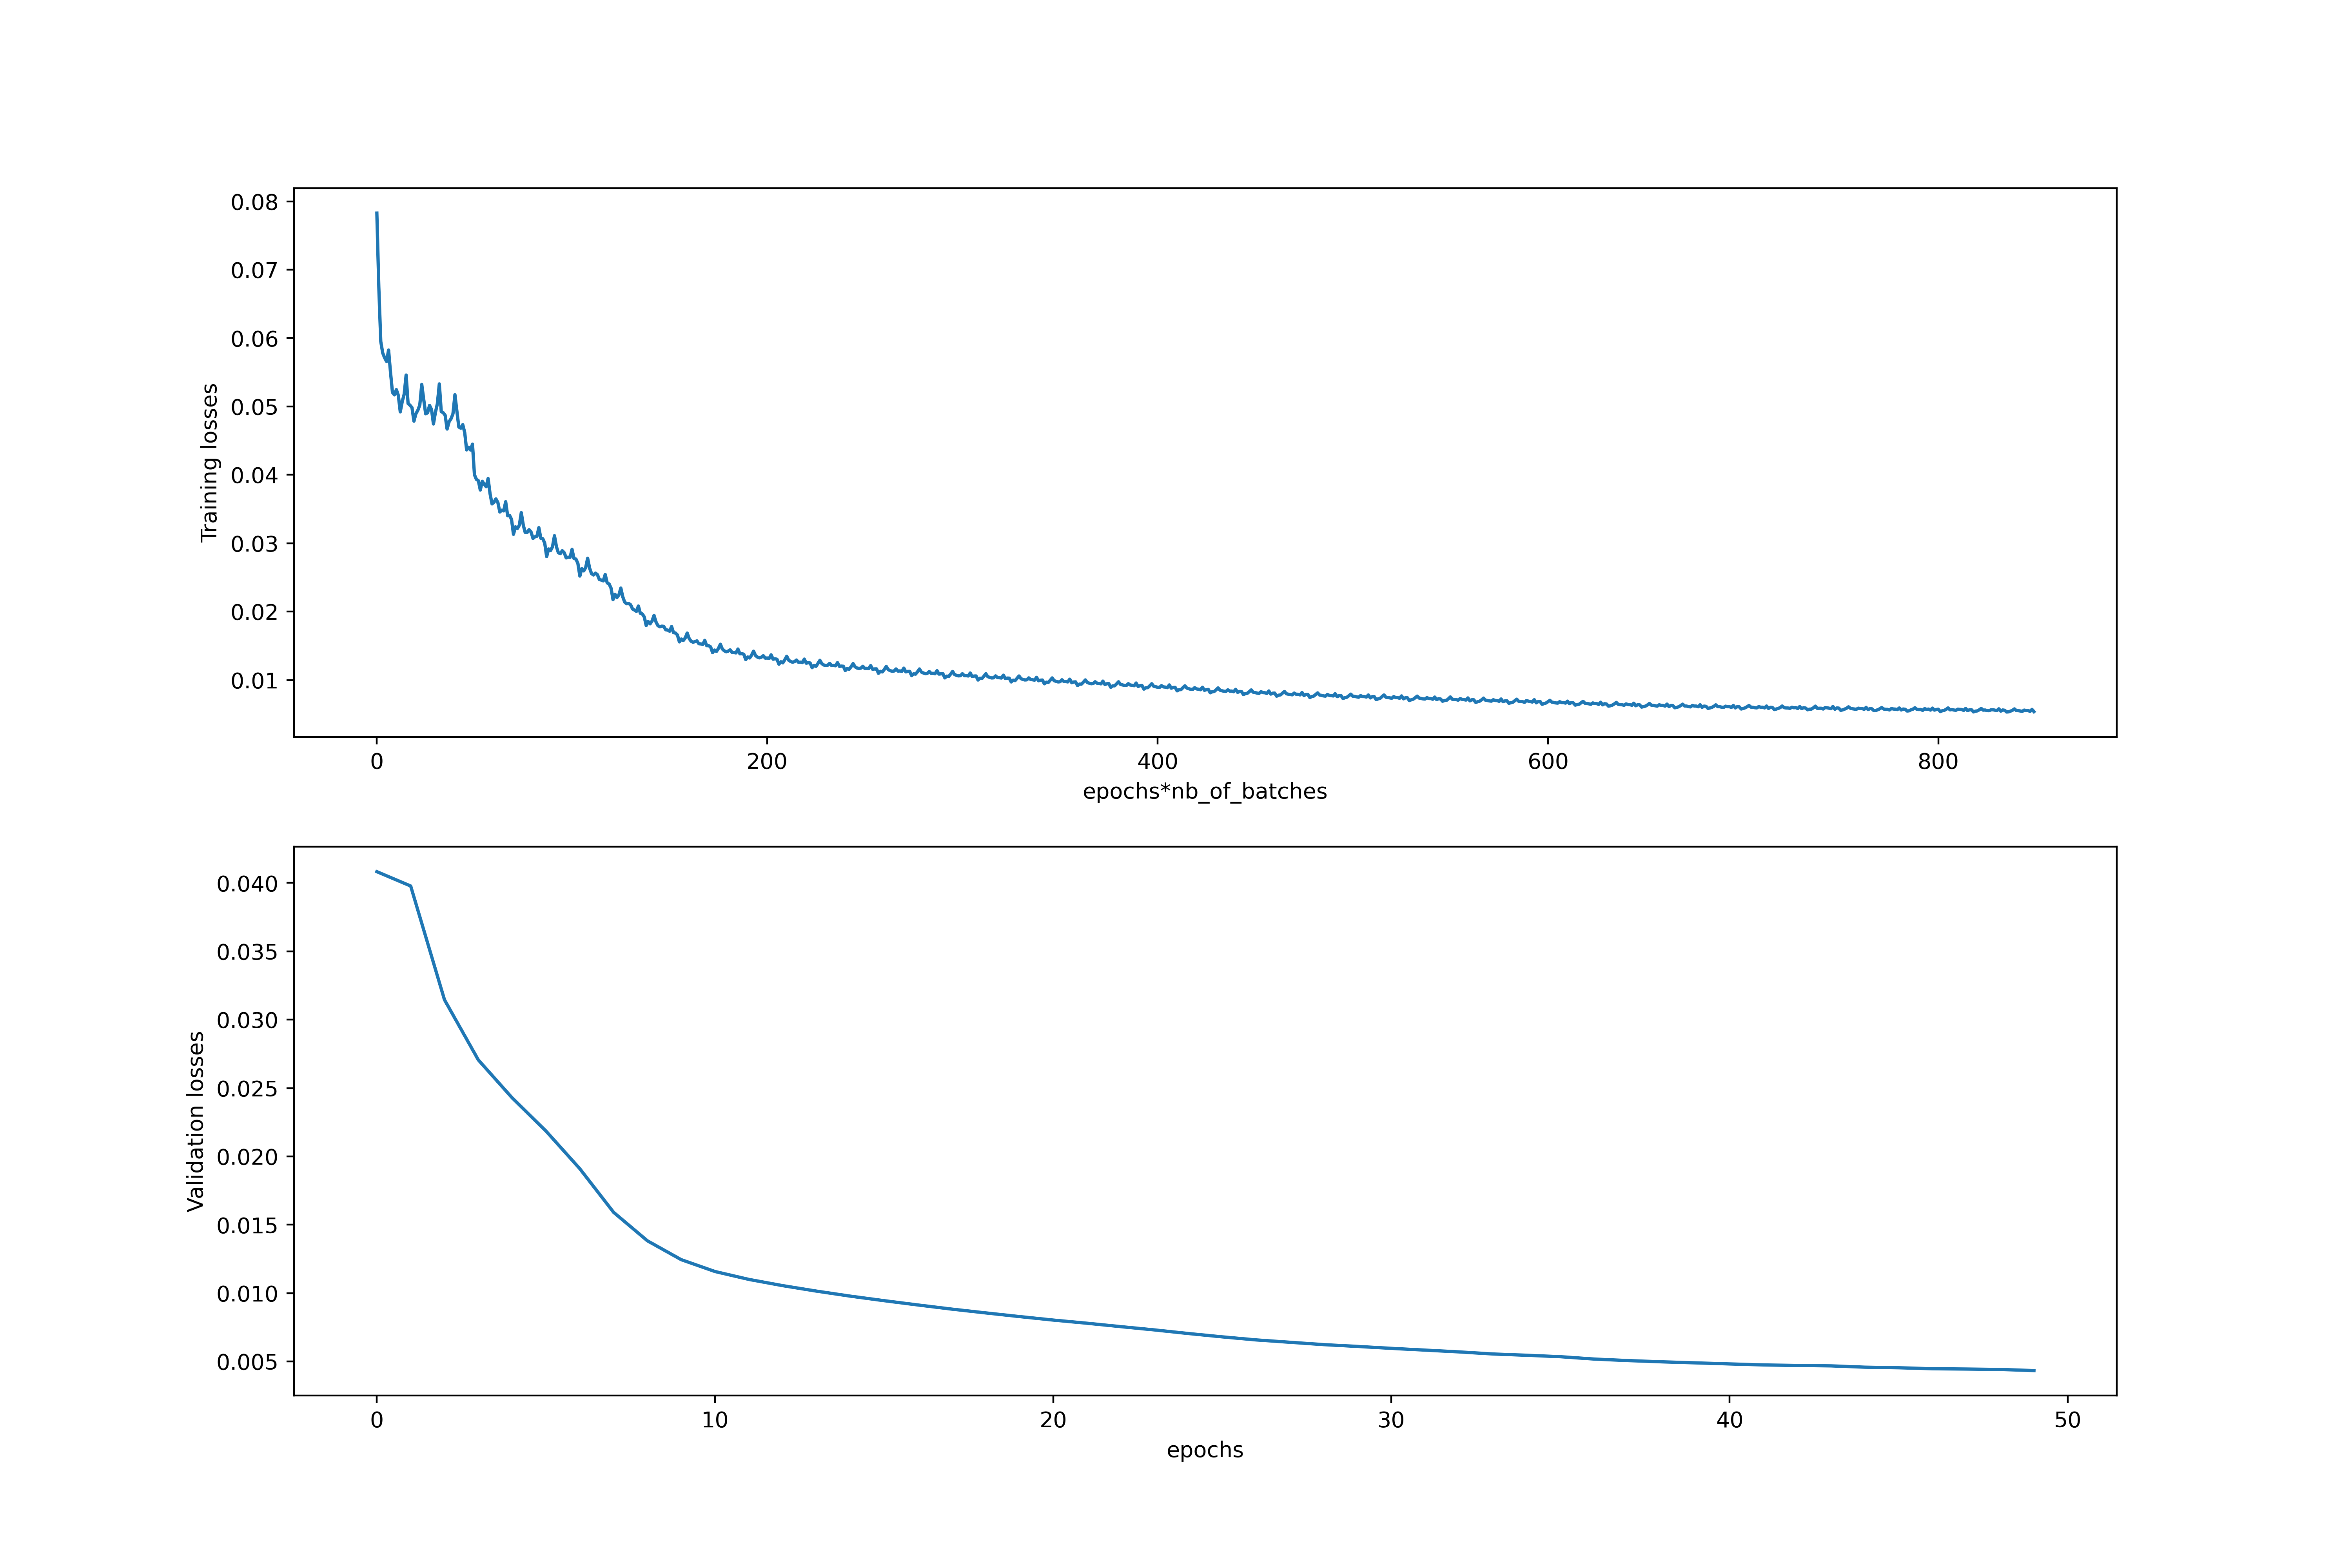 0.08
0.07
0.06
0.05
0.04
0.03
0.02
0.01
Training losses
0 200 400 600 800
epochs*nb_of_batches
0.040
0.035
0.030
0.025
0.020
0.015
0.010
0.005
Validation losses
0 10 20 30 40 50
epochs